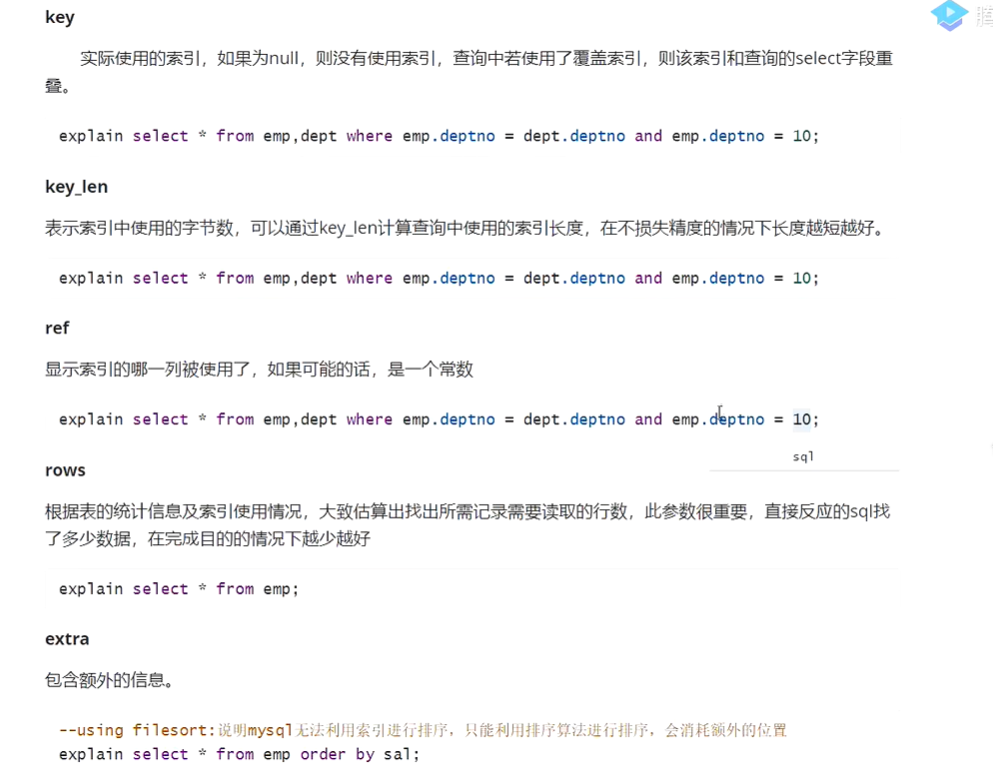 腾
key
实际使用的索引，如果为null，则没有使用索引，查询中若使用了覆盖索引，则该索引和查询的select字段重
叠。
explain select * from emp,dept where emp.deptno = dept.deptno and emp.deptno = 10;
key_len
表示索引中使用的字节数，可以通过key_len计算查询中使用的索引长度，在不损失精度的情况下长度越短越好。
explain select * from emp,dept where emp.deptno = dept.deptno and emp.deptno = 10;
ref
显示索引的哪一列被使用了，如果可能的话，是一个常数
explain select * from emp,dept where emp.deptno = dept.deptno and emp.deptno = 10;
sql
rows
根据表的统计信息及索引使用情况，大致估算出找出所需记录需要读取的行数，此参数很重要，直接反应的sql找
了多少数据，在完成目的的情况下越少越好
explain select * from emp;
extra
包含额外的信息。
--using filesort:说明mysql无法利用索引进行排序，只能利用排序算法进行排序，会消耗额外的位置
explain select * from emp order by sal;